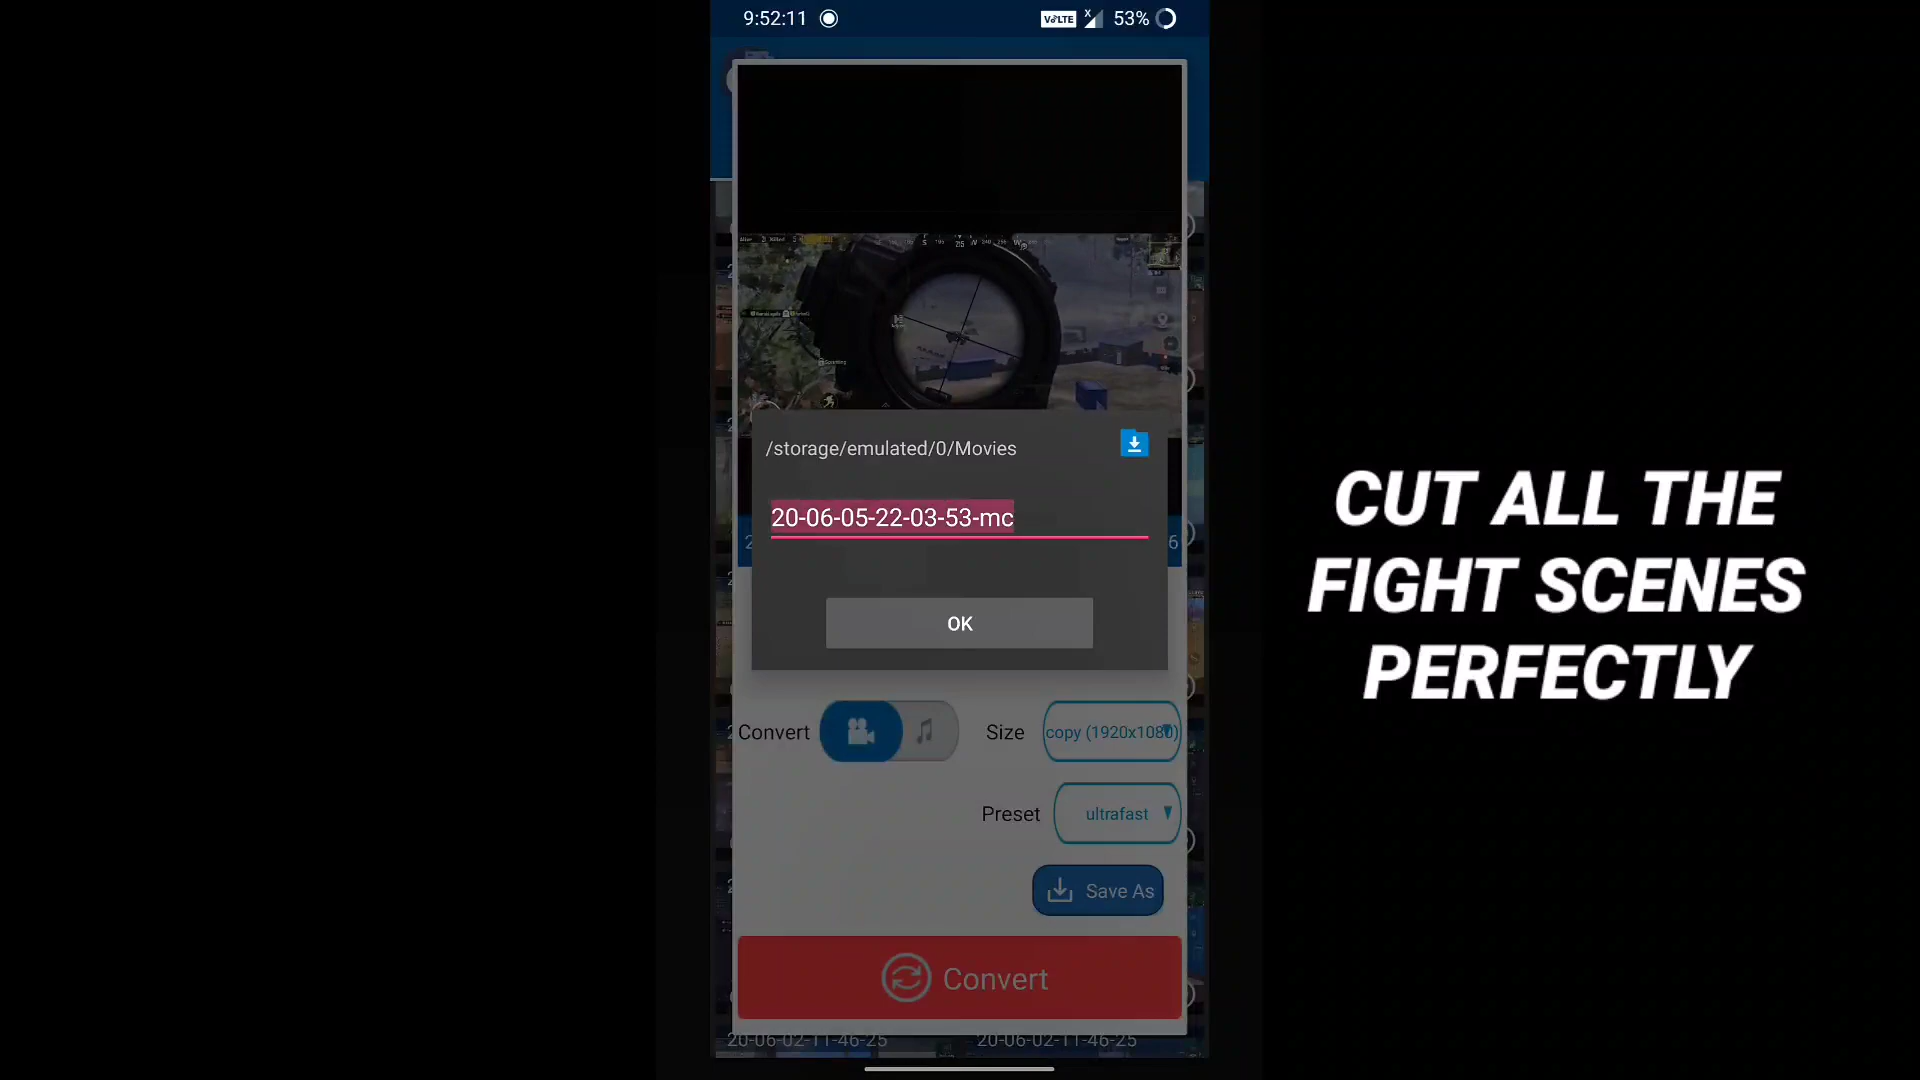 9:52:11
VoLTE
53%
/storage/emulated/0/Movies
20-06-05-22-03-53-mc
OK
Convert
Size
copy (1920x1080)
Preset
ultrafast
Save As
Convert
20-06-02-11-46-25
20-06-02-11-46-25
CUT ALL THE
FIGHT SCENES
PERFECTLY